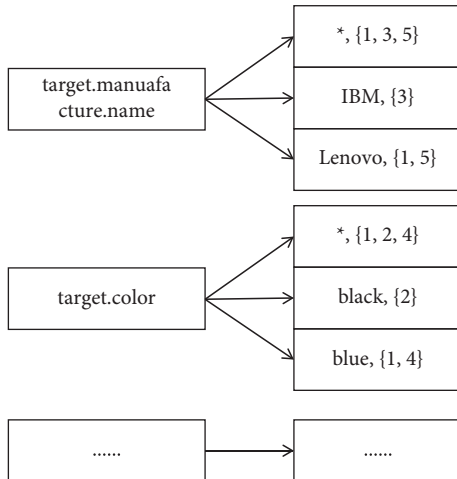 target.manuafa
cture.name
*, {1, 3, 5}
IBM, {3}
Lenovo, {1, 5}
target.color
*, {1, 2, 4}
black, {2}
blue, {1, 4}
......
......